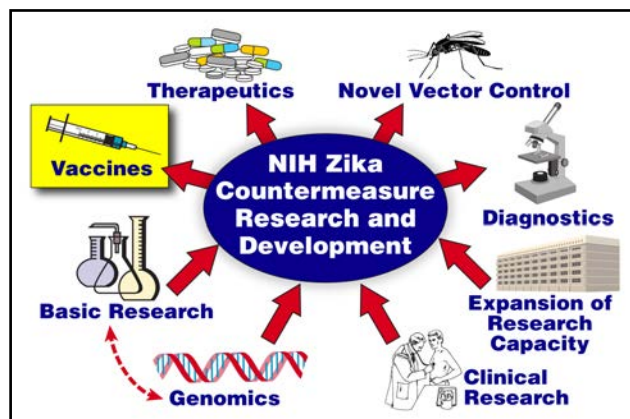 Therapeutics
Novel Vector Control
Vaccines
NIH Zika
Countermeasure
Research and
Development
Diagnostics
Basic Research
Expansion of
Research
Capacity
Genomics
Clinical
Research